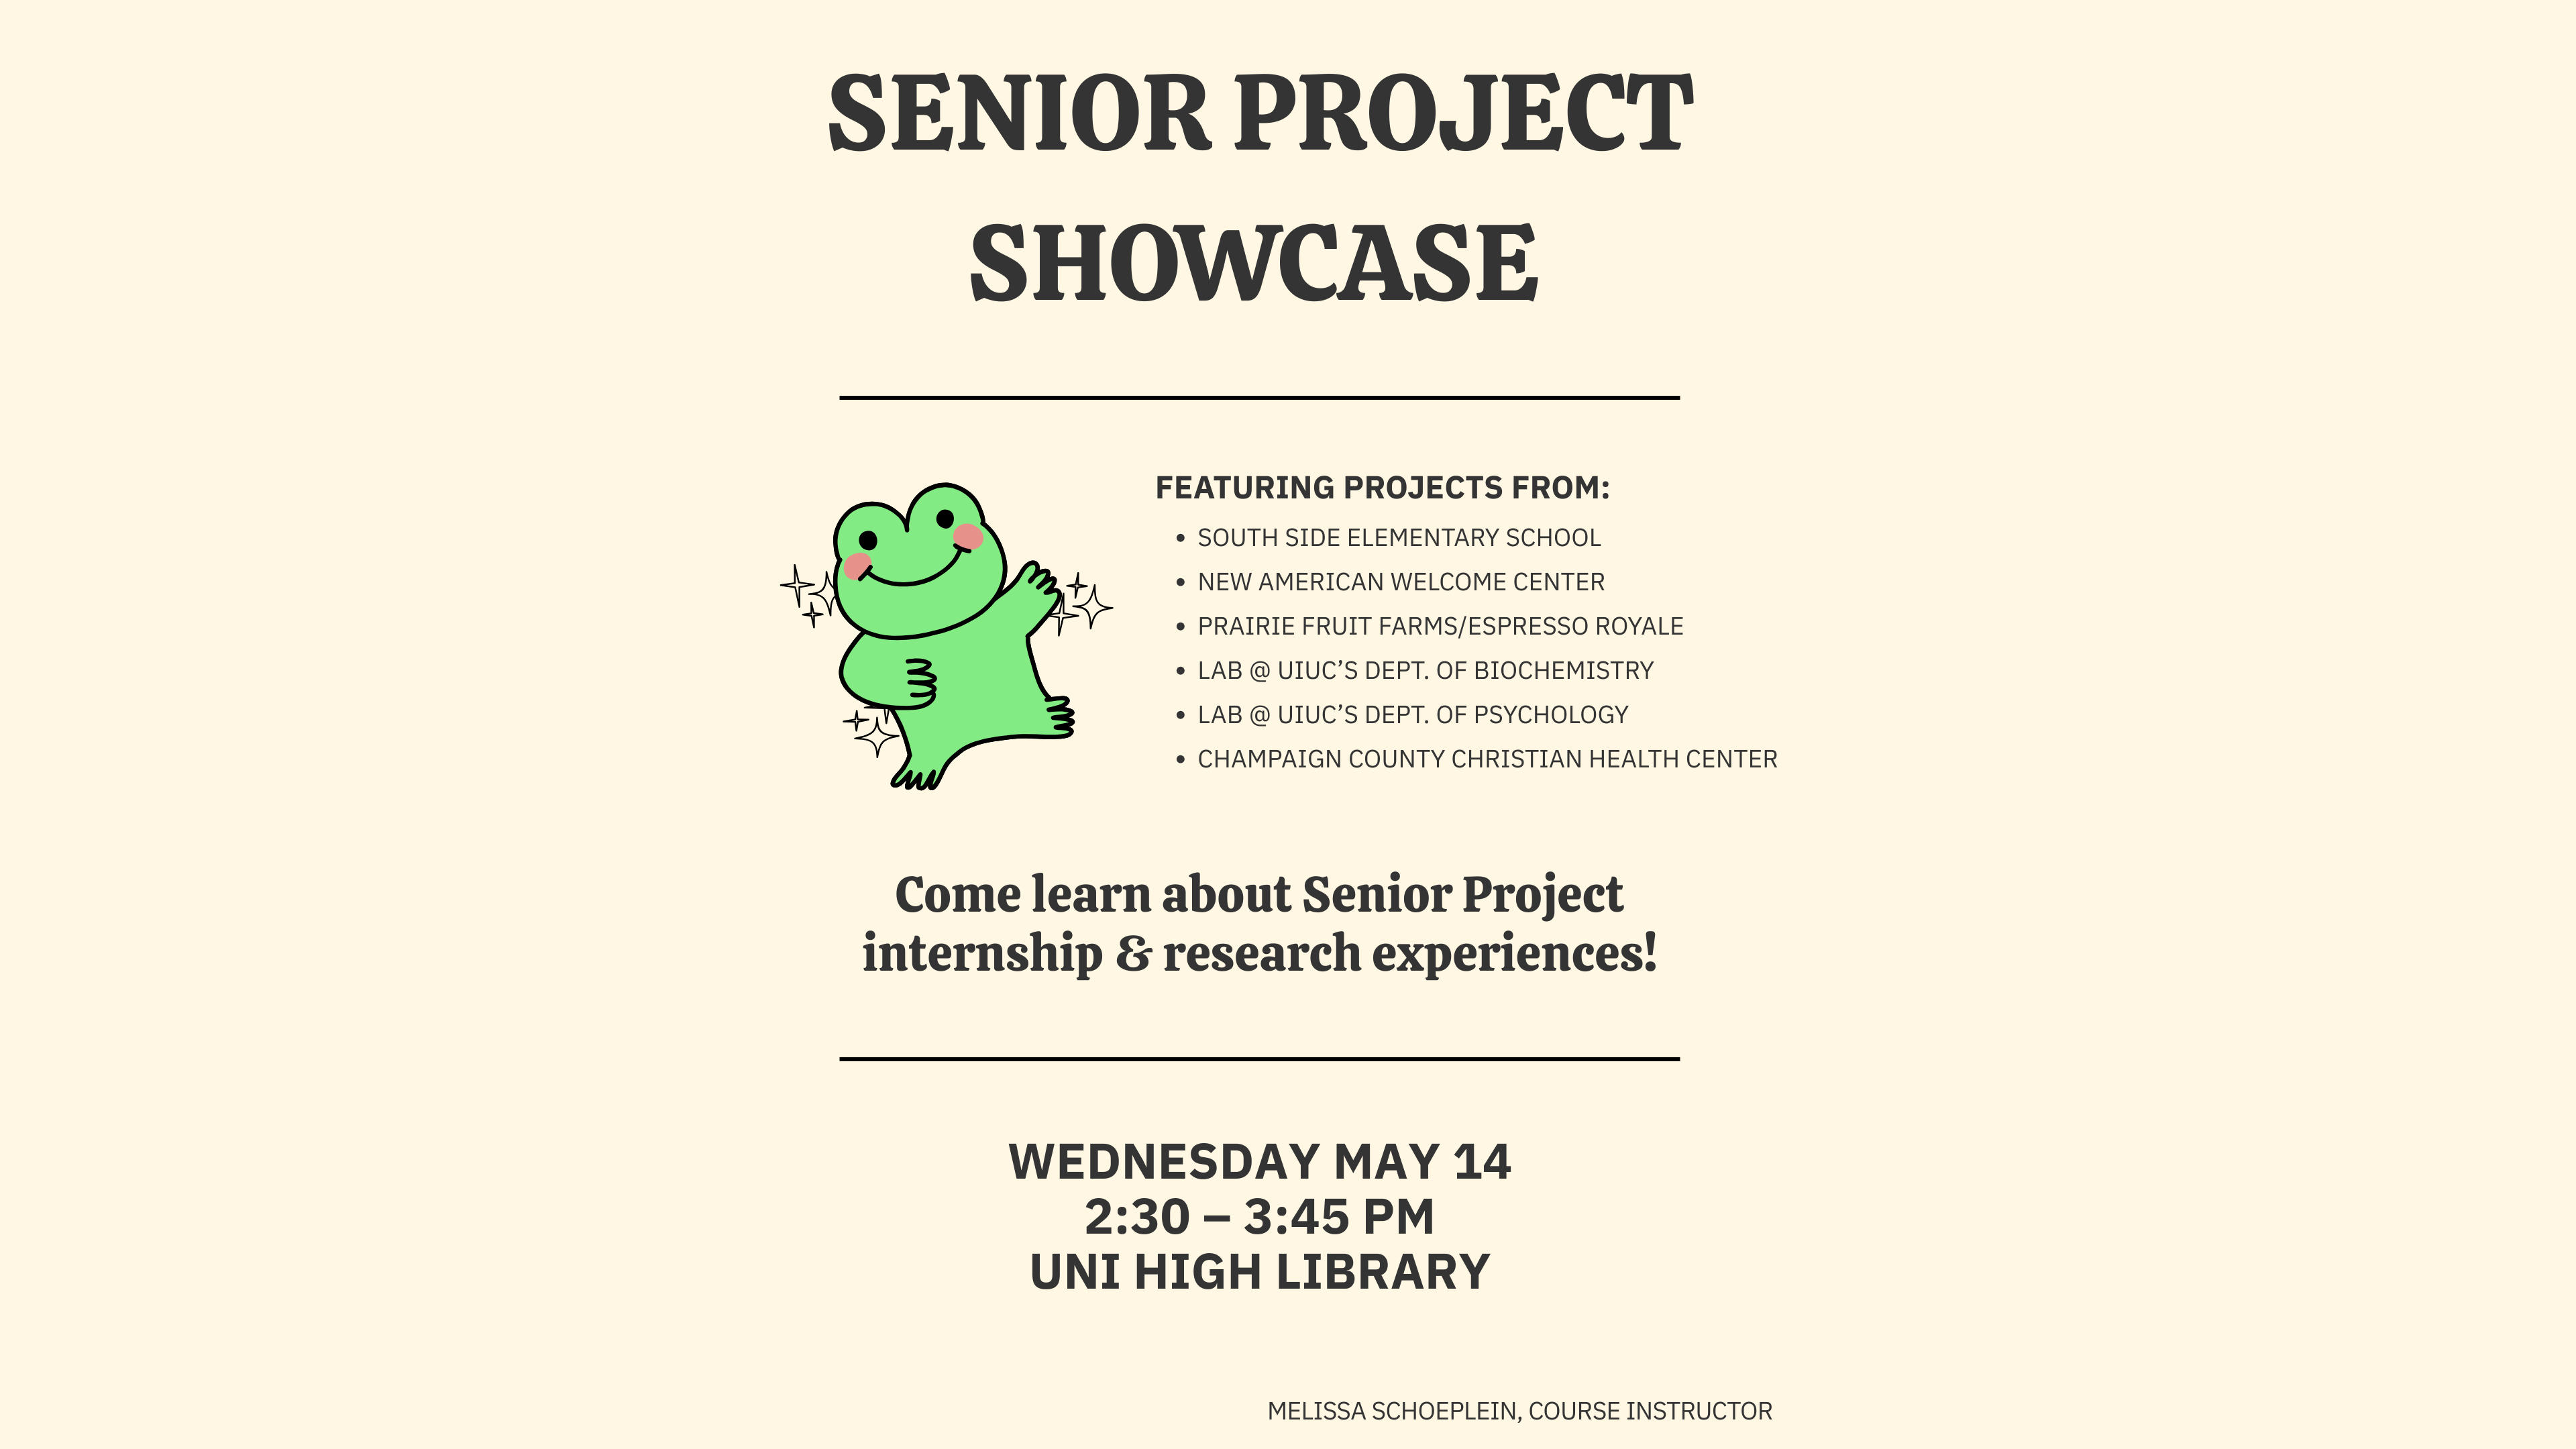 SENIOR PROJECT
SHOWCASE
FEATURING PROJECTS FROM:
• SOUTH SIDE ELEMENTARY SCHOOL
• NEW AMERICAN WELCOME CENTER
• PRAIRIE FRUIT FARMS/ESPRESSO ROYALE
• LAB @ UIUC’S DEPT. OF BIOCHEMISTRY
• LAB @ UIUC’S DEPT. OF PSYCHOLOGY
• CHAMPAIGN COUNTY CHRISTIAN HEALTH CENTER
Come learn about Senior Project
internship & research experiences!
WEDNESDAY MAY 14
2:30 – 3:45 PM
UNI HIGH LIBRARY
MELISSA SCHOEPLEIN, COURSE INSTRUCTOR